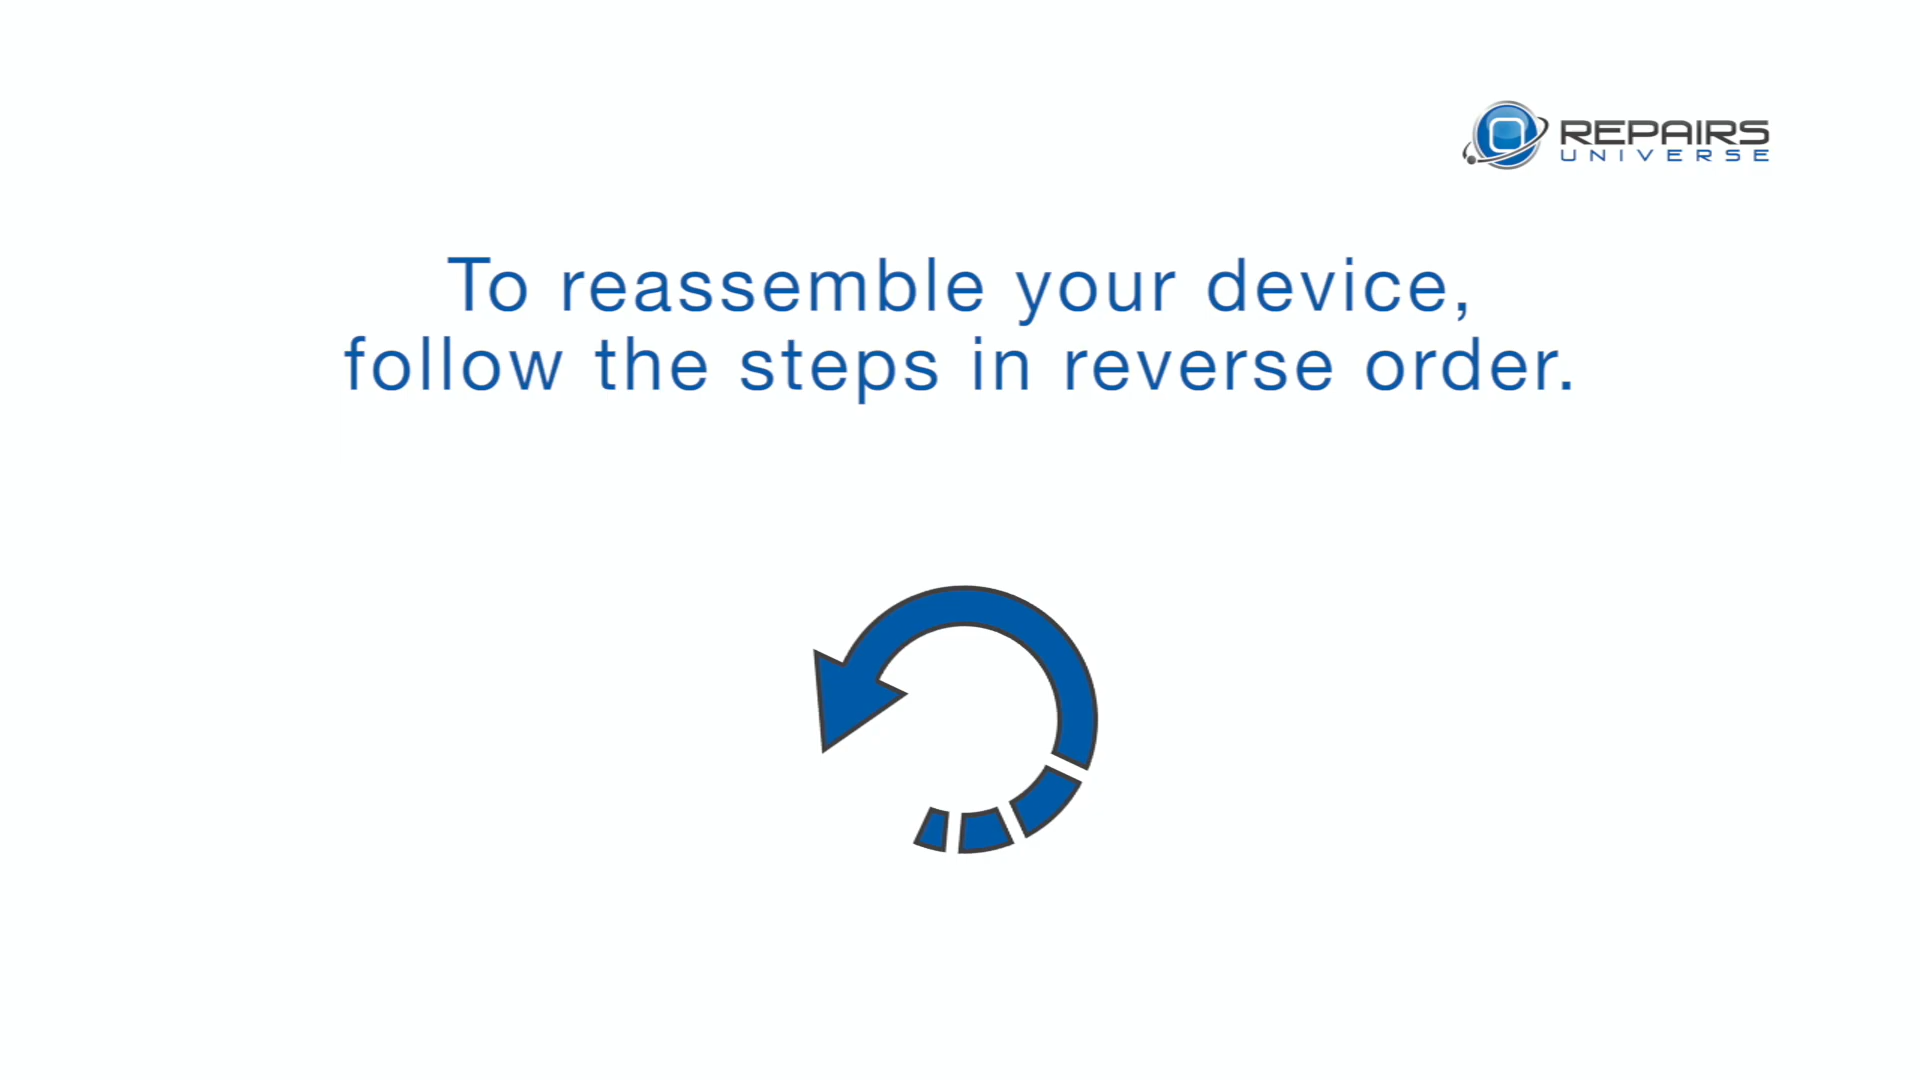 REPAIRS
UNIVERSE
To reassemble your device,
follow the steps in reverse order.